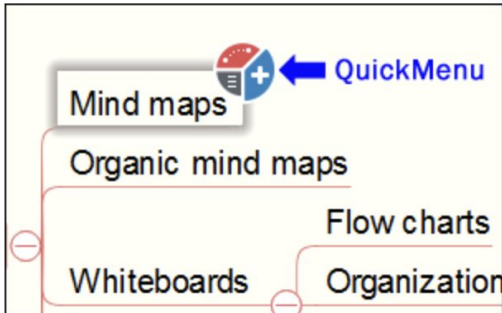 QuickMenu
Mind maps
Organic mind maps
Flow charts
Whiteboards
Organization